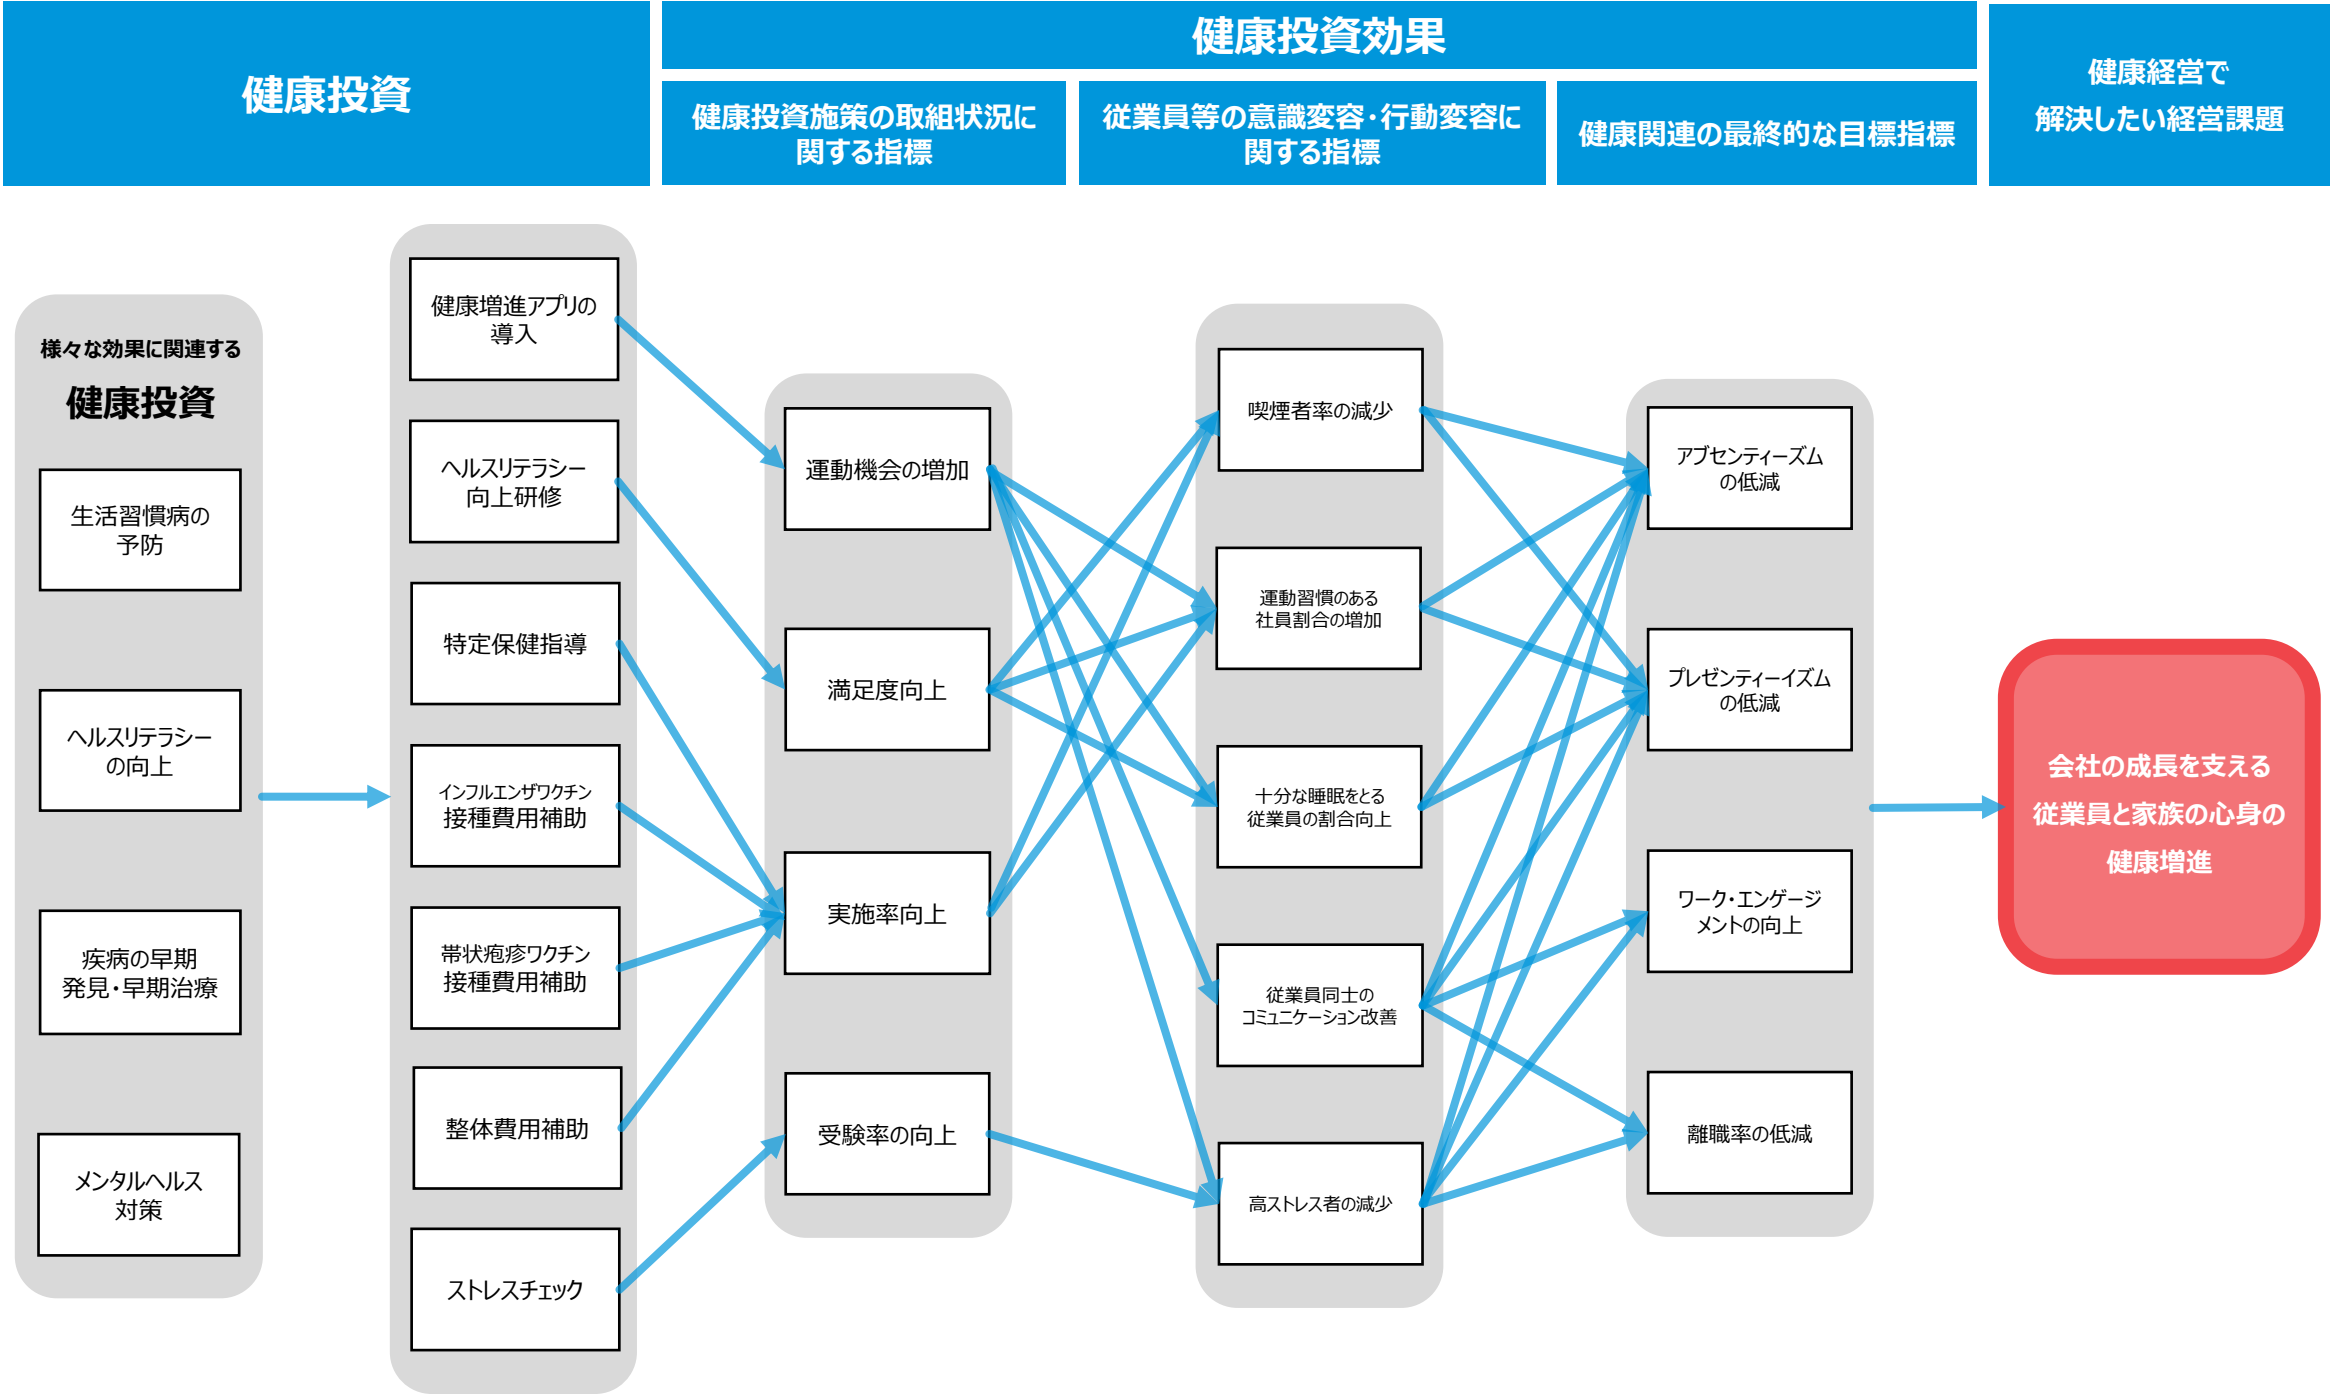 健康投資
健康投資効果
健康投資施策の取組状況に
関する指標
従業員等の意識変容・行動変容に
関する指標
健康関連の最終的な目標指標
健康経営で
解決したい経営課題
様々な効果に関連する
健康投資
生活習慣病の
予防
ヘルスリテラシー
の向上
疾病の早期
発見・早期治療
メンタルヘルス
対策
健康増進アプリの
導入
ヘルスリテラシー
向上研修
特定保健指導
インフルエンザワクチン
接種費用補助
帯状疱疹ワクチン
接種費用補助
整体費用補助
ストレスチェック
運動機会の増加
満足度向上
実施率向上
受験率の向上
喫煙者率の減少
運動習慣のある
社員割合の増加
十分な睡眠をとる
従業員の割合向上
従業員同士の
コミュニケーション改善
高ストレス者の減少
アブセンティーズム
の低減
プレゼンティーイズム
の低減
ワーク・エンゲージ
メントの向上
離職率の低減
会社の成長を支える
従業員と家族の心身の
健康増進